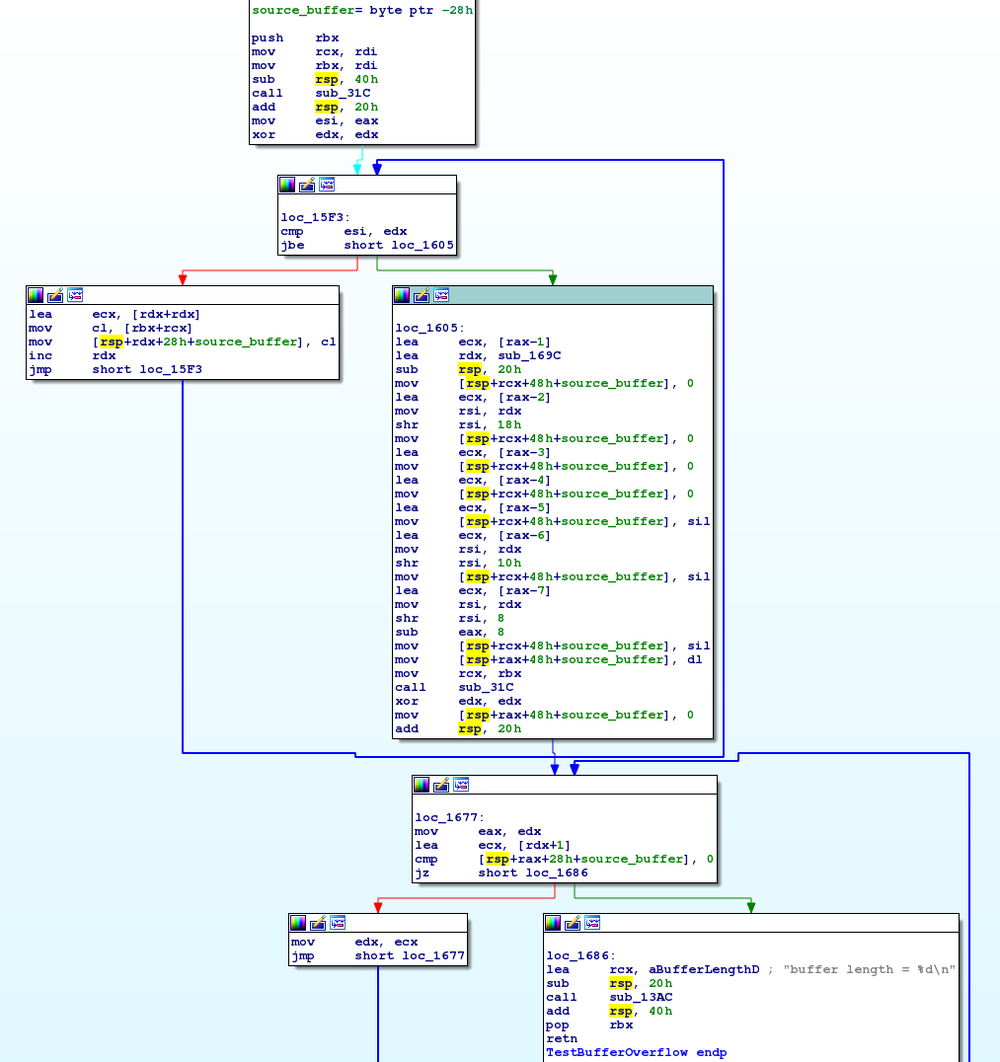 source_buffer= byte ptr -28h
push rbx
mov rcx, rdi
mov rbx, rdi
sub rsp, 40h
call sub_31C
add rsp, 20h
mov esi, eax
xor edx, edx
loc_15F3:
cmp esi, edx
jbe short loc_1605
lea ecx, [rdx+rdx]
mov cl, [rbx+rcx]
mov [rsp+rdx+28h+source_buffer], cl
inc rdx
jmp short loc_15F3
loc_1605:
lea ecx, [rax-1]
lea rdx, sub_169C
sub rsp, 20h
mov [rsp+rcx+48h+source_buffer], 0
lea ecx, [rax-2]
mov rsi, rdx
shr rsi, 18h
mov [rsp+rcx+48h+source_buffer], 0
lea ecx, [rax-3]
mov [rsp+rcx+48h+source_buffer], 0
lea ecx, [rax-4]
mov [rsp+rcx+48h+source_buffer], 0
lea ecx, [rax-5]
mov [rsp+rcx+48h+source_buffer], sil
lea ecx, [rax-6]
mov rsi, rdx
shr rsi, 10h
mov [rsp+rcx+48h+source_buffer], sil
lea ecx, [rax-7]
mov rsi, rdx
shr rsi, 8
sub eax, 8
mov [rsp+rcx+48h+source_buffer], sil
mov [rsp+rax+48h+source_buffer], dl
mov rcx, rbx
call sub_31C
xor edx, edx
mov [rsp+rax+48h+source_buffer], 0
add rsp, 20h
loc_1677:
mov eax, edx
lea ecx, [rdx+1]
cmp [rsp+rax+28h+source_buffer], 0
jz short loc_1686
mov edx, ecx
jmp short loc_1677
loc_1686:
lea rcx, aBufferLengthD ; "buffer length = %d\n"
sub rsp, 20h
call sub_13AC
add rsp, 40h
pop rbx
retn
TestBufferOverflow endp